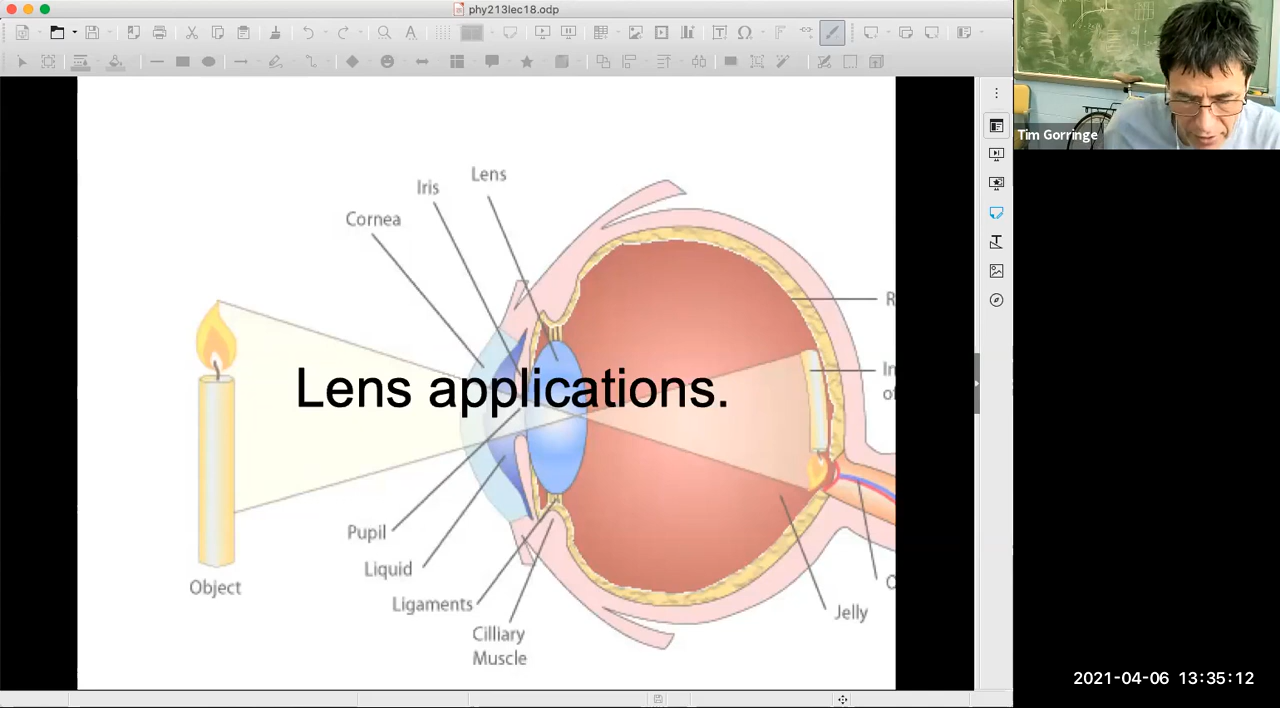 phy213lec18.odp
Tim Gorringe
Lens
Iris
Cornea
Lens applications.
Pupil
Liquid
Object
Ligaments
Cilliary
Muscle
Jelly
2021-04-06 13:35:12